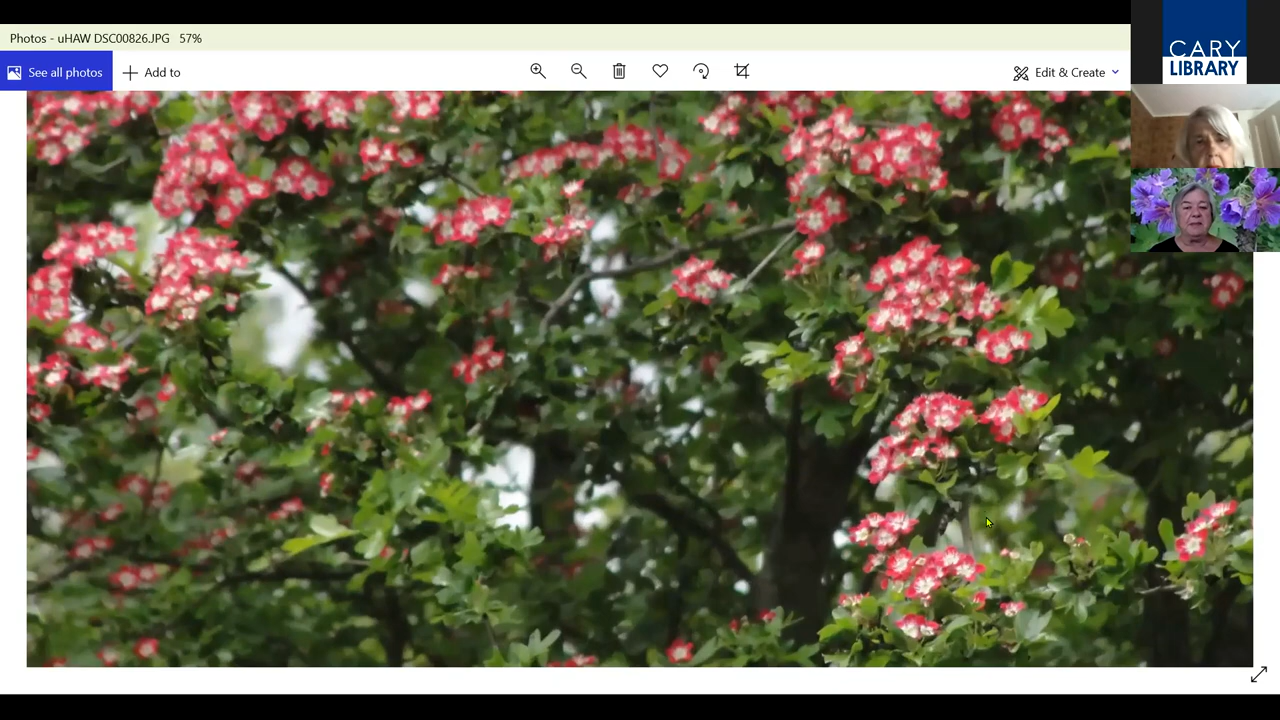 Photos - uHAW DSC00826.JPG 57%
See all photos
Add to
Edit & Create
CARY
LIBRARY